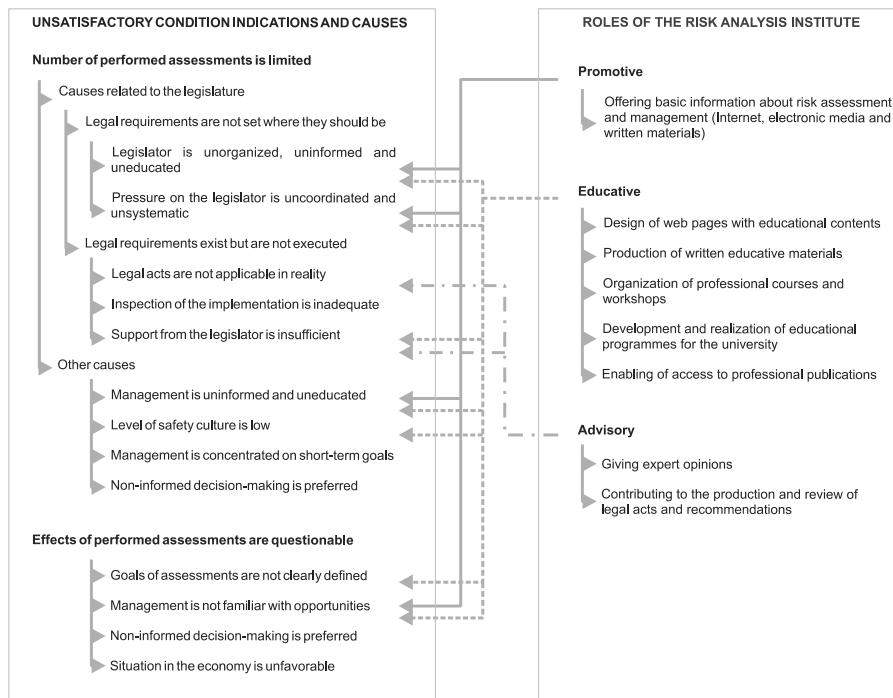 UNSATISFACTORY CONDITION INDICATIONS AND CAUSES
Number of performed assessments is limited
Causes related to the legislature
Legal requirements are not set where they should be
Legislator is unorganized, uninformed and
uneducated
Pressure on the legislator is uncoordinated and
unsystematic
Legal requirements exist but are not executed
Legal acts are not applicable in reality
Inspection of the implementation is inadequate
Support from the legislator is insufficient
Other causes
Management is uninformed and uneducated
Level of safety culture is low
Management is concentrated on short-term goals
Non-informed decision-making is preferred
Effects of performed assessments are questionable
Goals of assessments are not clearly defined
Management is not familiar with opportunities
Non-informed decision-making is preferred
Situation in the economy is unfavorable
ROLES OF THE RISK ANALYSIS INSTITUTE
Promotive
Offering basic information about risk assessment
and management (Internet, electronic media and
written materials)
Educative
Design of web pages with educational contents
Production of written educative materials
Organization of professional courses and
workshops
Development and realization of educational
programmes for the university
Enabling of access to professional publications
Advisory
Giving expert opinions
Contributing to the production and review of
legal acts and recommendations